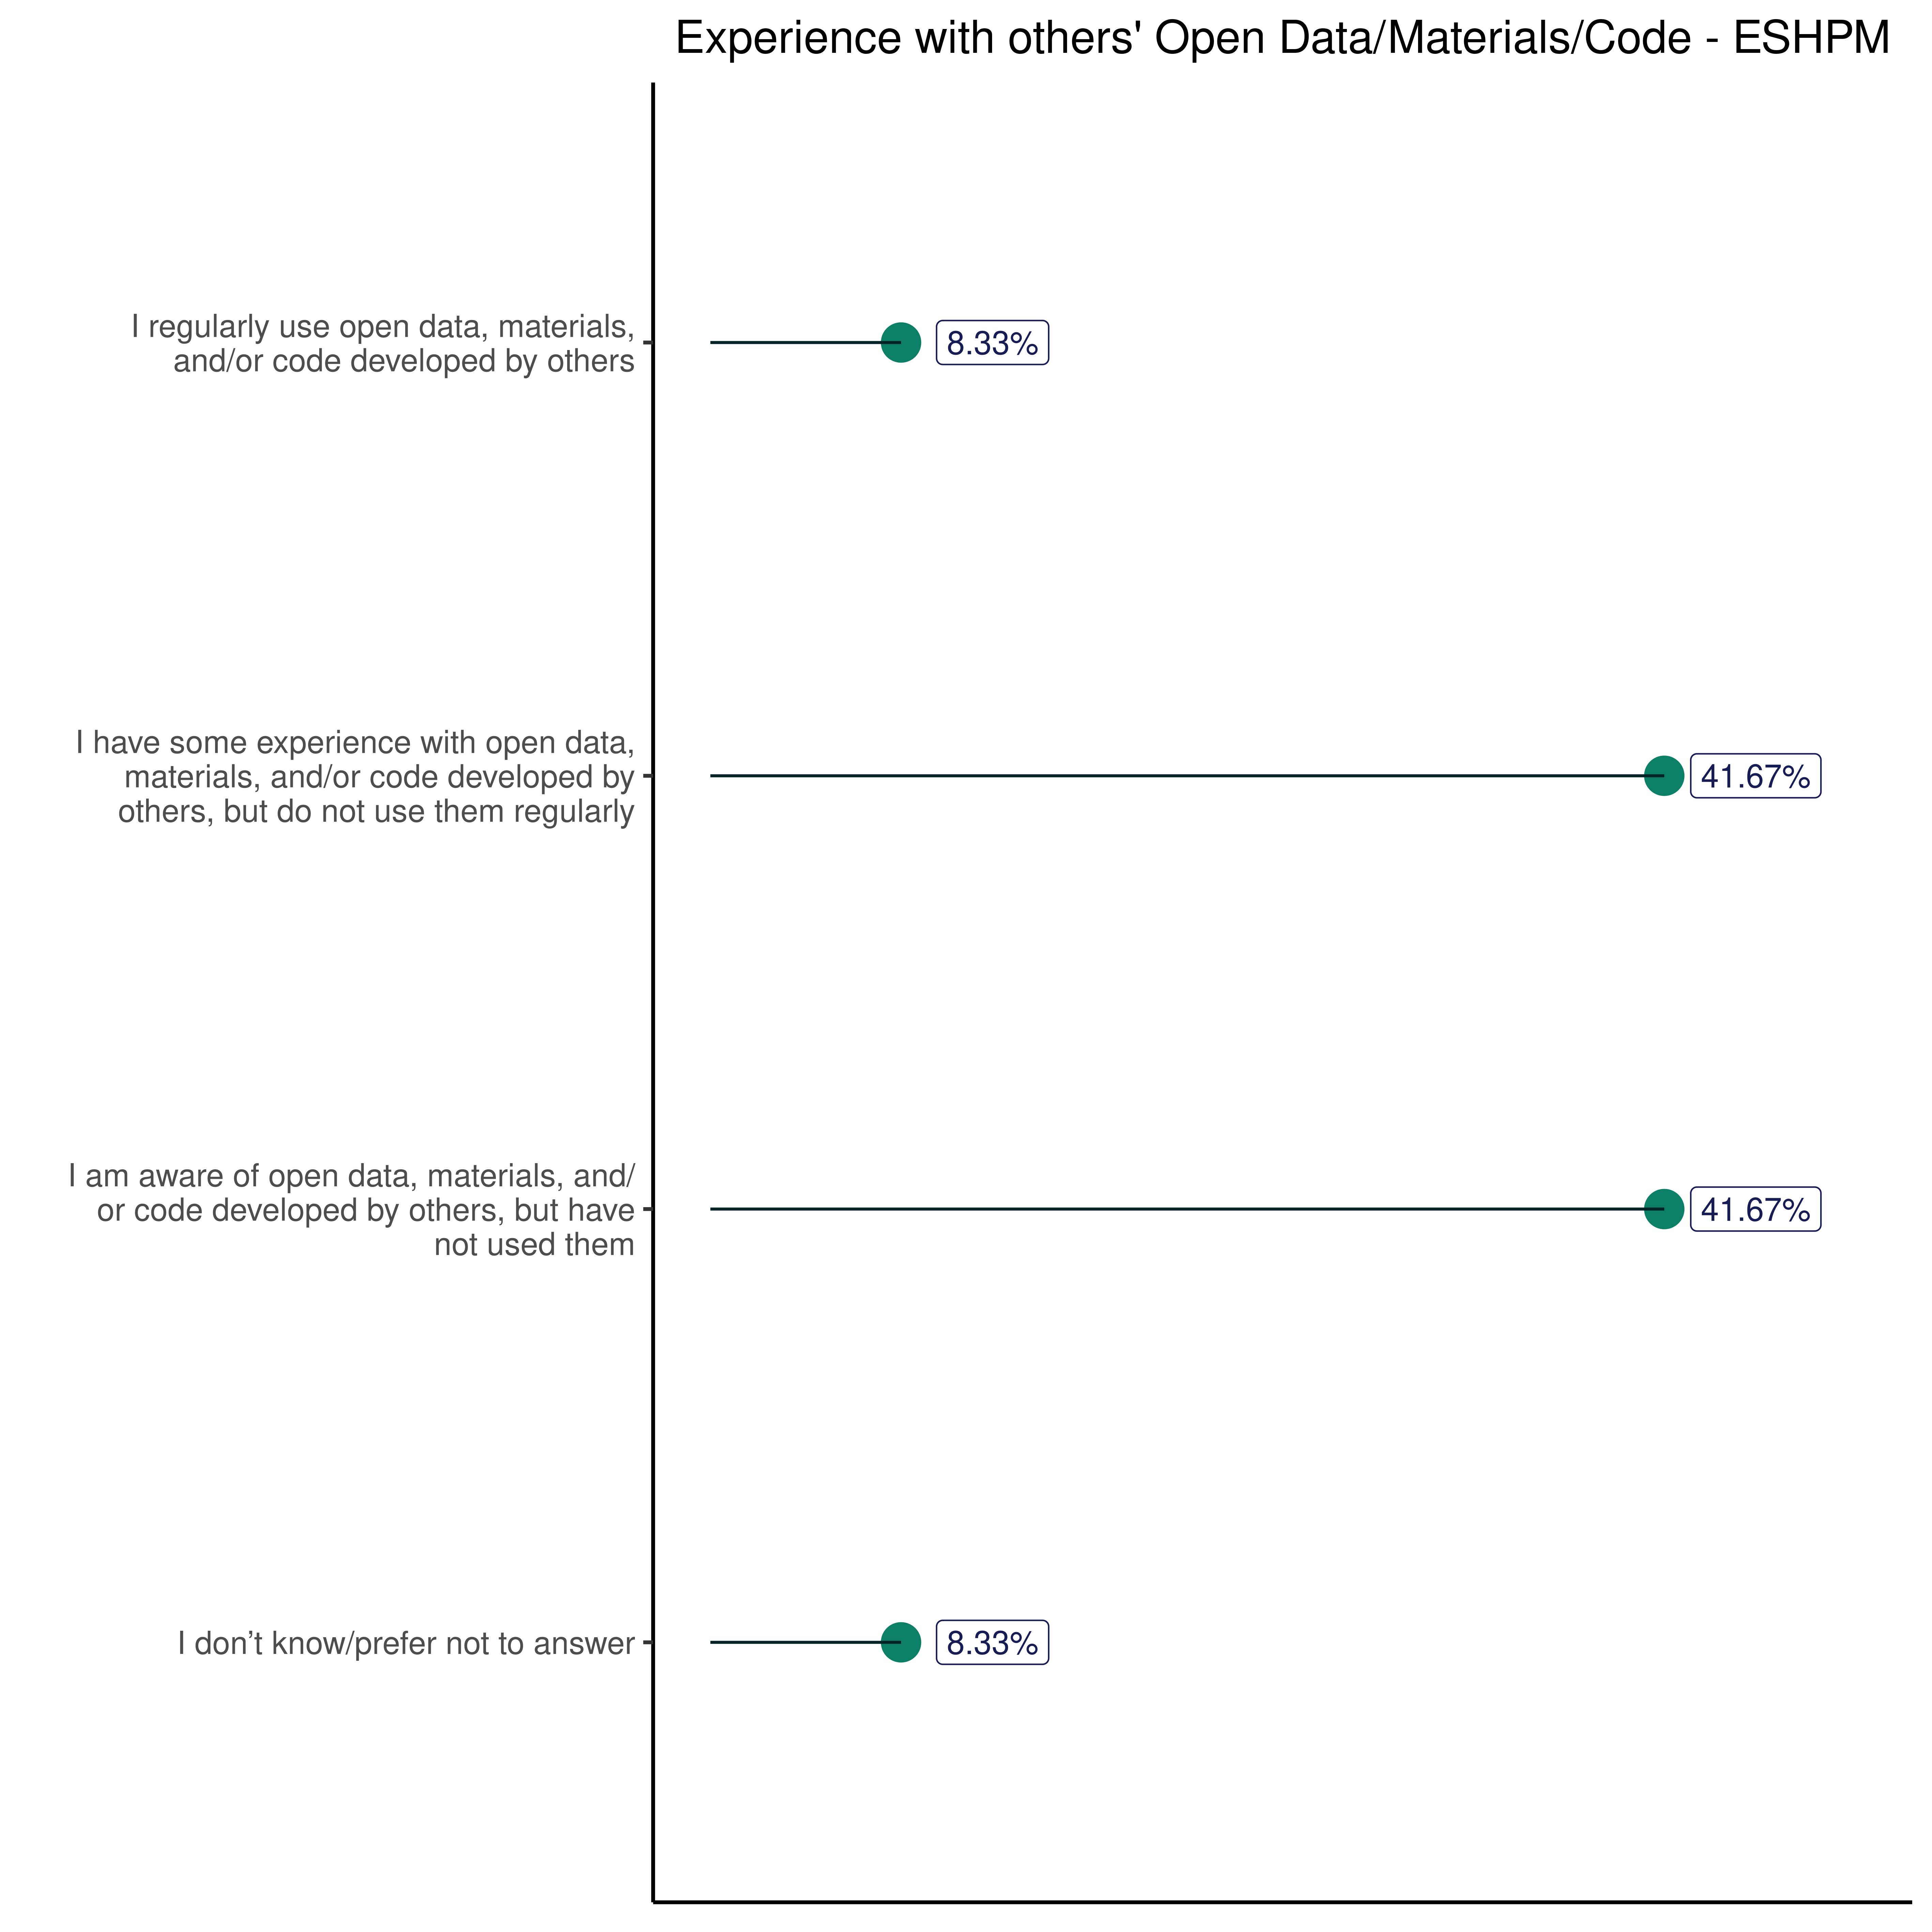 Experience with others' Open Data/Materials/Code - ESHPM
I regularly use open data, materials,
and/or code developed by others
8.33%
I have some experience with open data,
materials, and/or code developed by
others, but do not use them regularly
41.67%
I am aware of open data, materials, and/
or code developed by others, but have
not used them
41.67%
I don’t know/prefer not to answer
8.33%